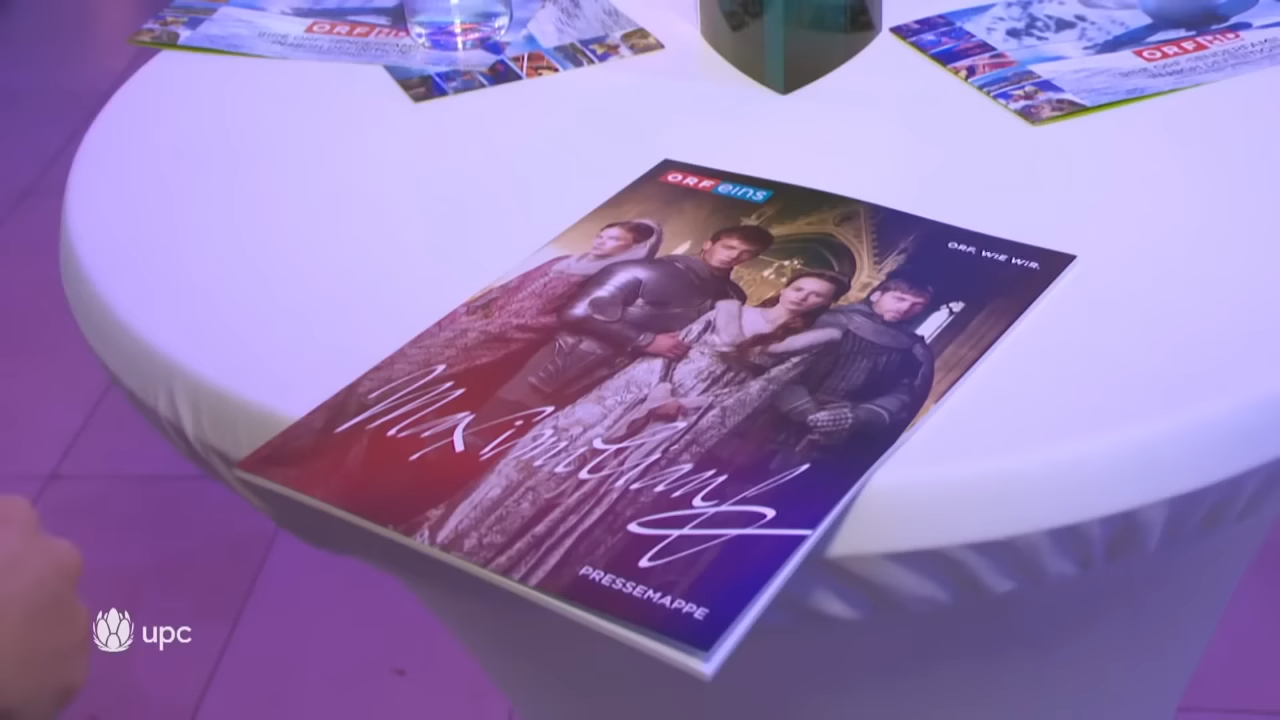 ORF HD
ORF HD
ORF eins
ORF. WIE WIR.
Maximilian
PRESSEMAPPE
upc